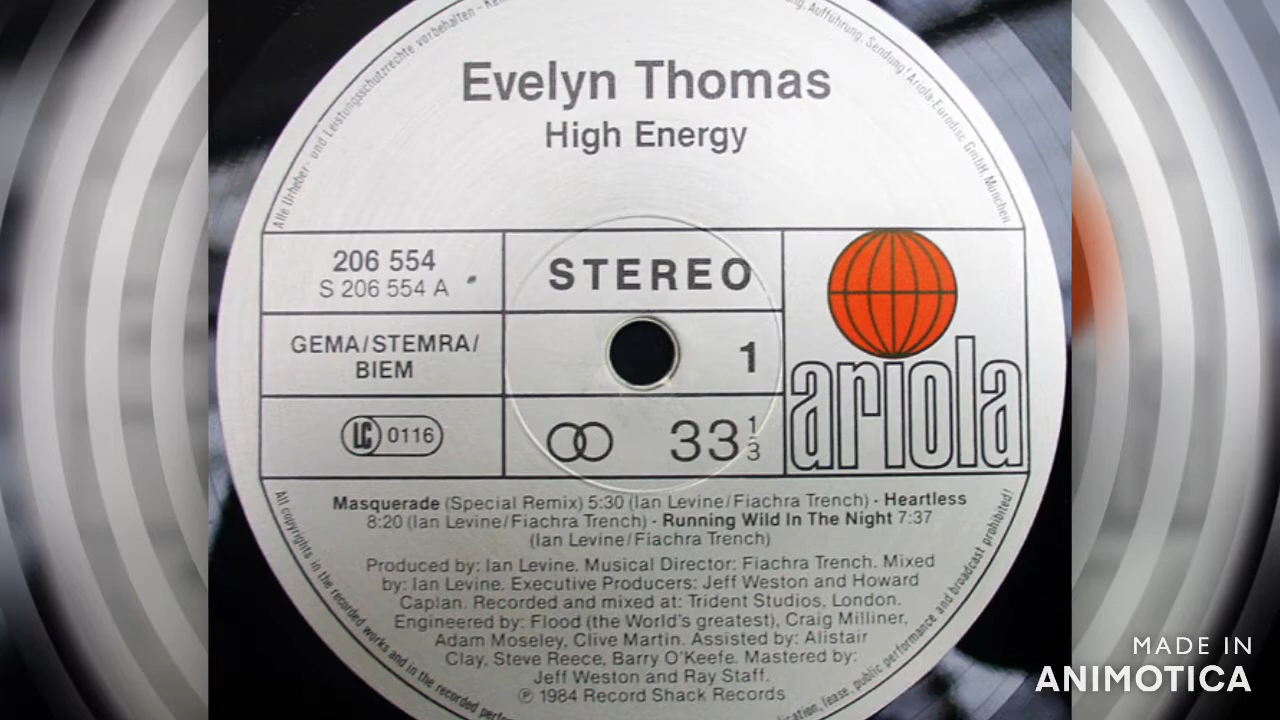 Alle Urheber- und Leistungsschutzrechte vorbehalten - 
Aufführung, Sendung! Ariola-Eurodisc GmbH, München
Evelyn Thomas
High Energy
206 554
S 206 554 A
STEREO
GEMA/STEMRA/
BIEM
1
LC 0116
33 1/3
ariola
Masquerade (Special Remix) 5:30 (Ian Levine/Fiachra Trench) - Heartless
8:20 (Ian Levine/Fiachra Trench) - Running Wild In The Night 7:37
(Ian Levine/Fiachra Trench)
Produced by: Ian Levine. Musical Director: Fiachra Trench. Mixed
by: Ian Levine. Executive Producers: Jeff Weston and Howard
Caplan. Recorded and mixed at: Trident Studios, London.
Engineered by: Flood (the World's greatest), Craig Milliner,
Adam Moseley, Clive Martin. Assisted by: Alistair
Clay, Steve Reece, Barry O'Keefe. Mastered by:
Jeff Weston and Ray Staff.
℗ 1984 Record Shack Records
All copyrights in the recorded works and in the recorded
lease, public performance and broadcast prohibited!
MADE IN
ANIMOTICA